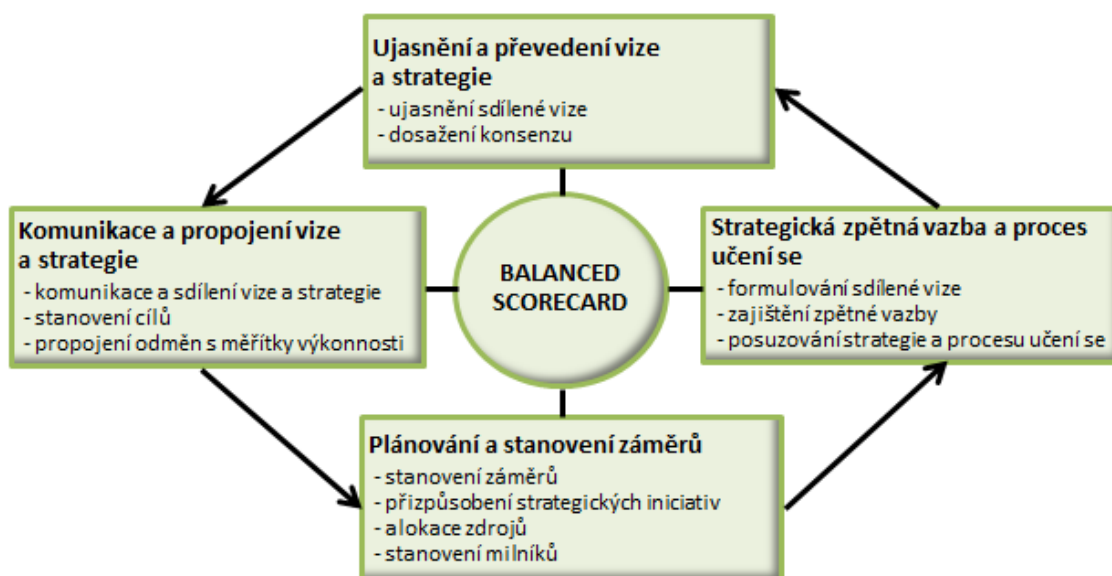 Ujasnění a převedení vize
a strategie
- ujasnění sdílené vize
- dosažení konsenzu
Komunikace a propojení vize
a strategie
- komunikace a sdílení vize a strategie
- stanovení cílů
- propojení odměn s měřítky výkonnosti
BALANCED
SCORECARD
Strategická zpětná vazba a proces
učení se
- formulování sdílené vize
- zajištění zpětné vazby
- posuzování strategie a procesu učení se
Plánování a stanovení záměrů
- stanovení záměrů
- přizpůsobení strategických iniciativ
- alokace zdrojů
- stanovení milníků